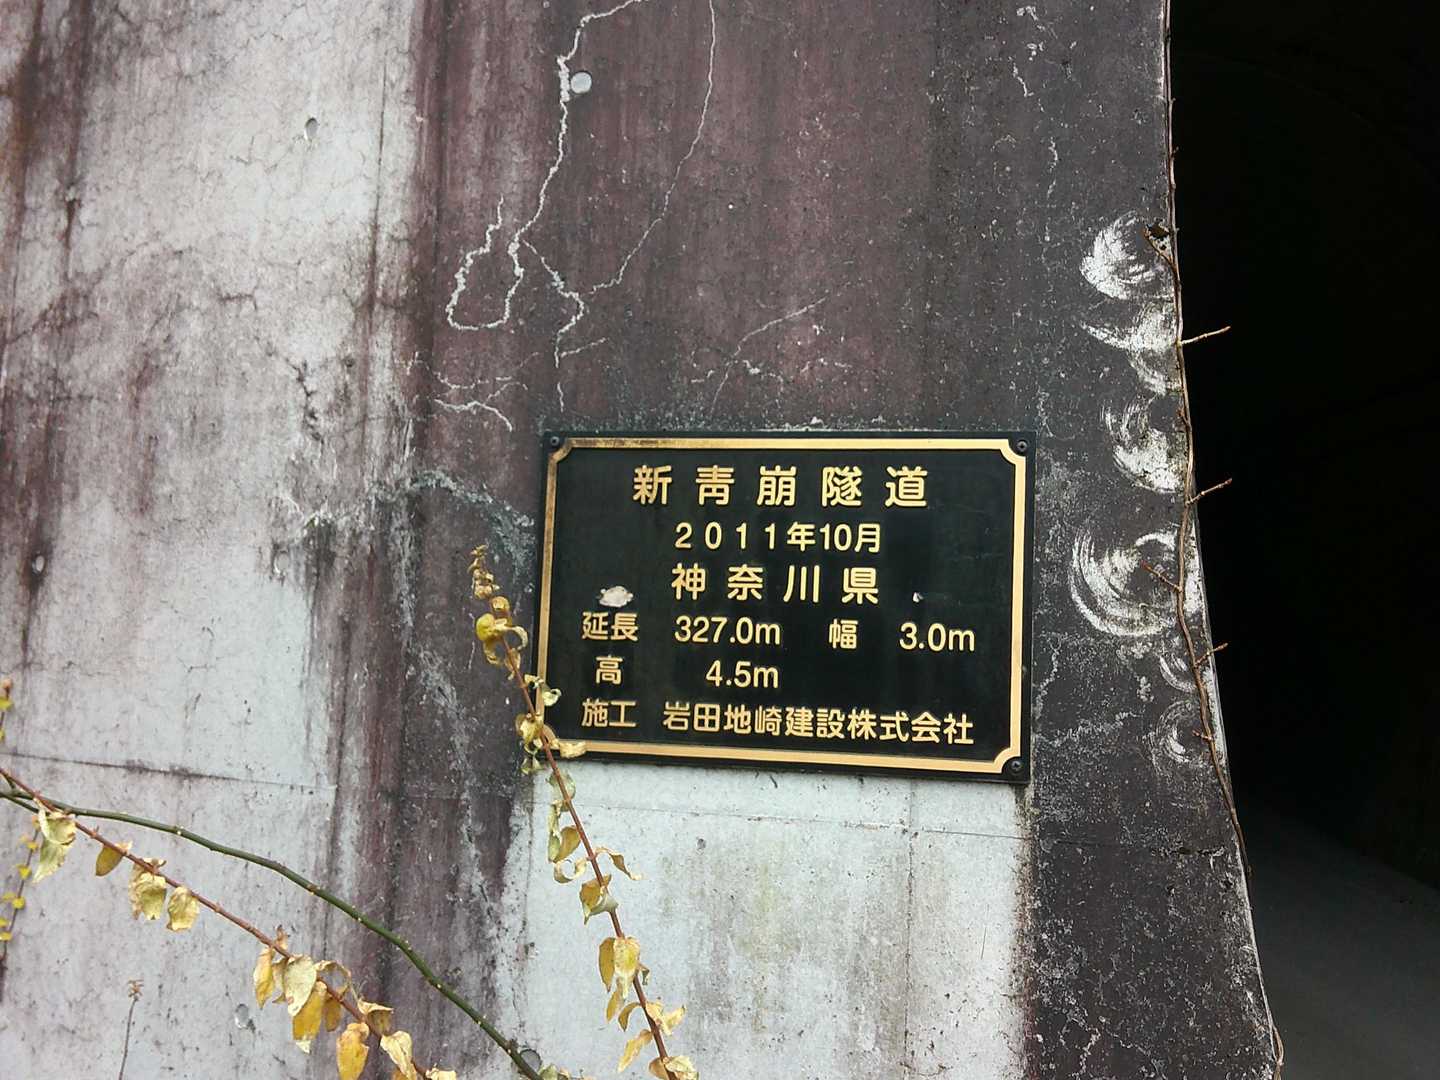 新青崩隧道
2011年10月
神奈川県
延長 327.0m 幅 3.0m
高 4.5m
施工 岩田地崎建設株式会社